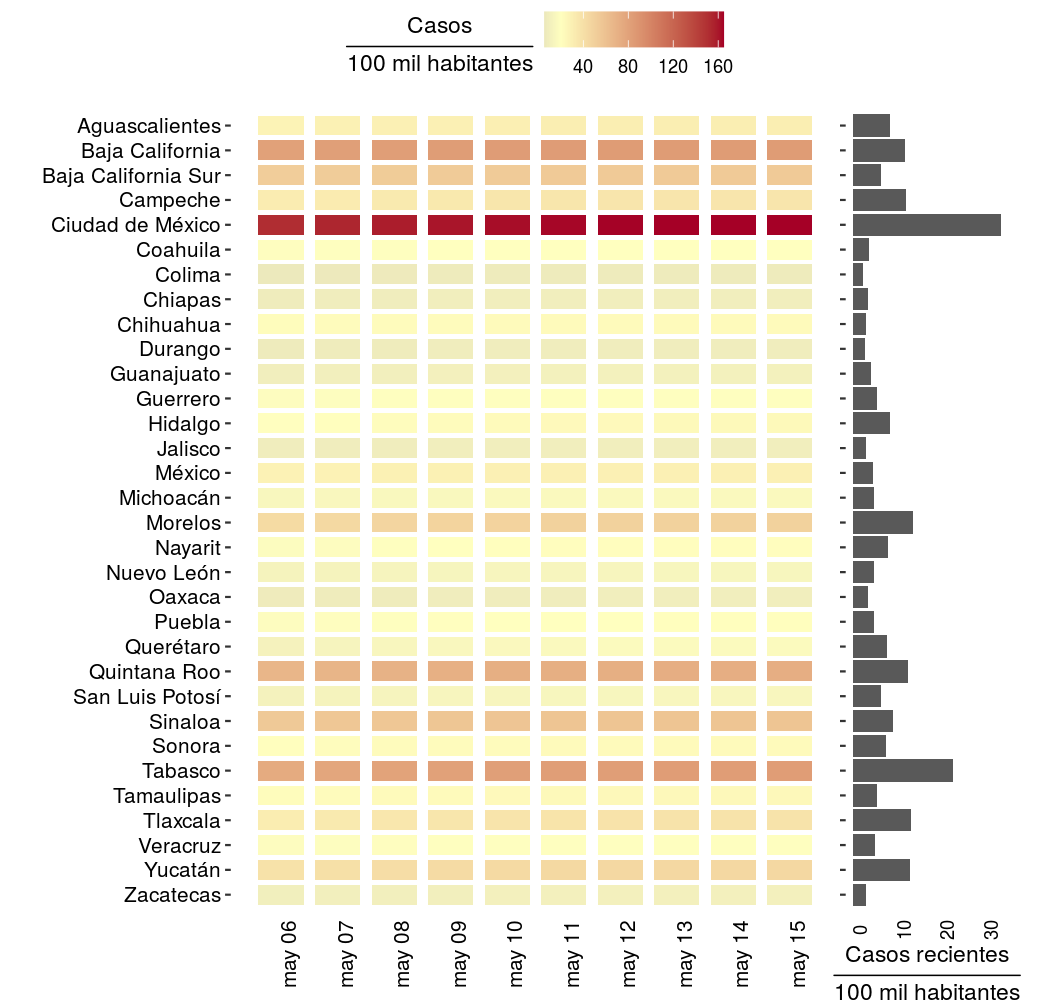 Casos
100 mil habitantes
40 80 120 160
Aguascalientes
Baja California
Baja California Sur
Campeche
Ciudad de México
Coahuila
Colima
Chiapas
Chihuahua
Durango
Guanajuato
Guerrero
Hidalgo
Jalisco
México
Michoacán
Morelos
Nayarit
Nuevo León
Oaxaca
Puebla
Querétaro
Quintana Roo
San Luis Potosí
Sinaloa
Sonora
Tabasco
Tamaulipas
Tlaxcala
Veracruz
Yucatán
Zacatecas
may 06
may 07
may 08
may 09
may 10
may 11
may 12
may 13
may 14
may 15
0
10
20
30
Casos recientes
100 mil habitantes